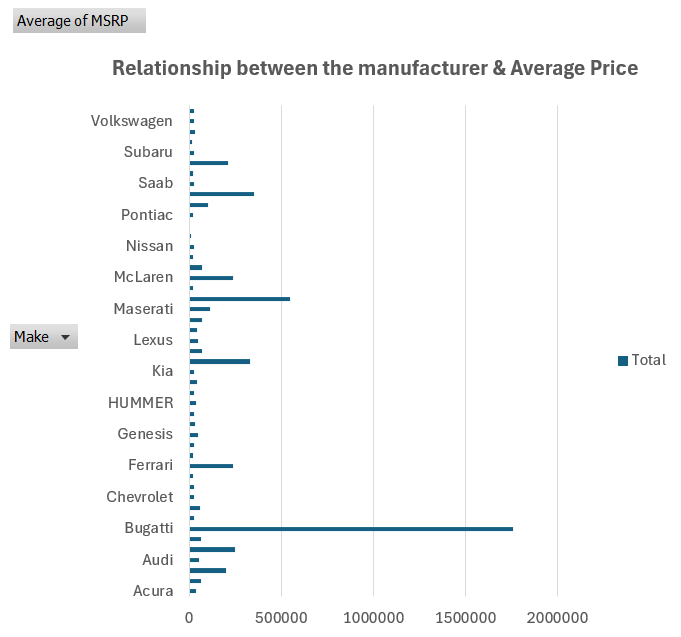 Average of MSRP
Relationship between the manufacturer & Average Price
Volkswagen
Subaru
Saab
Pontiac
Nissan
McLaren
Maserati
Make
Lexus
Total
Kia
HUMMER
Genesis
Ferrari
Chevrolet
Bugatti
Audi
Acura
0 500000 1000000 1500000 2000000